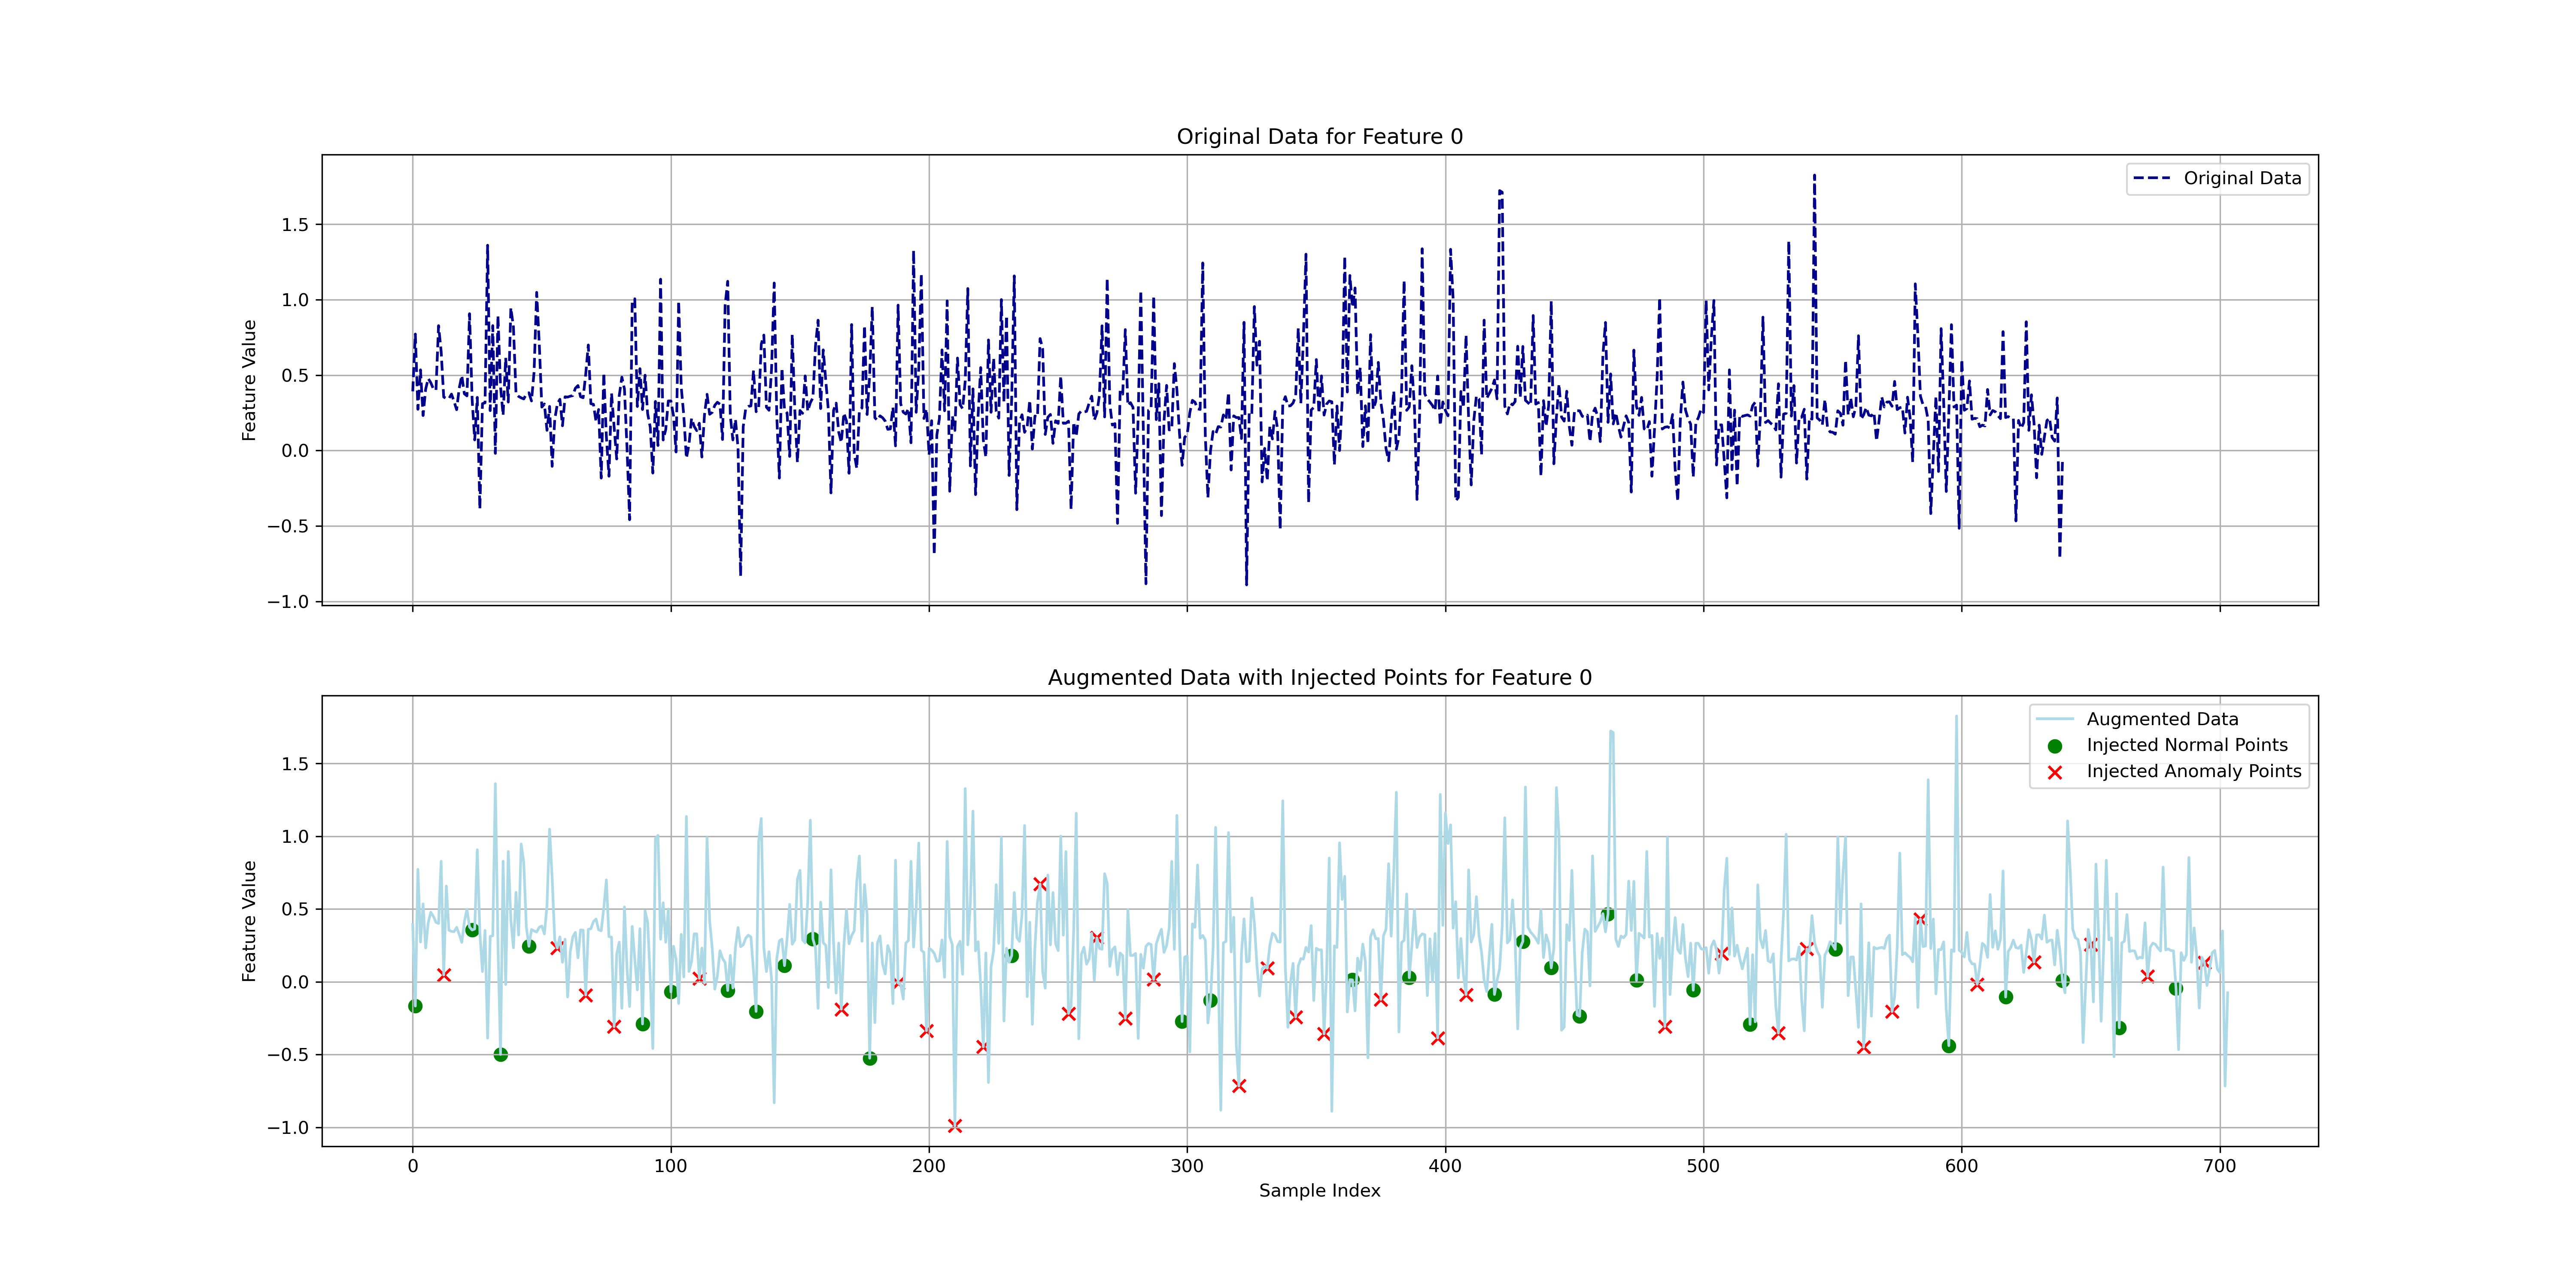 Original Data for Feature 0
Original Data
Feature Value
1.5
1.0
0.5
0.0
−0.5
−1.0
Augmented Data with Injected Points for Feature 0
Augmented Data
Injected Normal Points
Injected Anomaly Points
Feature Value
1.5
1.0
0.5
0.0
−0.5
−1.0
0 100 200 300 400 500 600 700
Sample Index